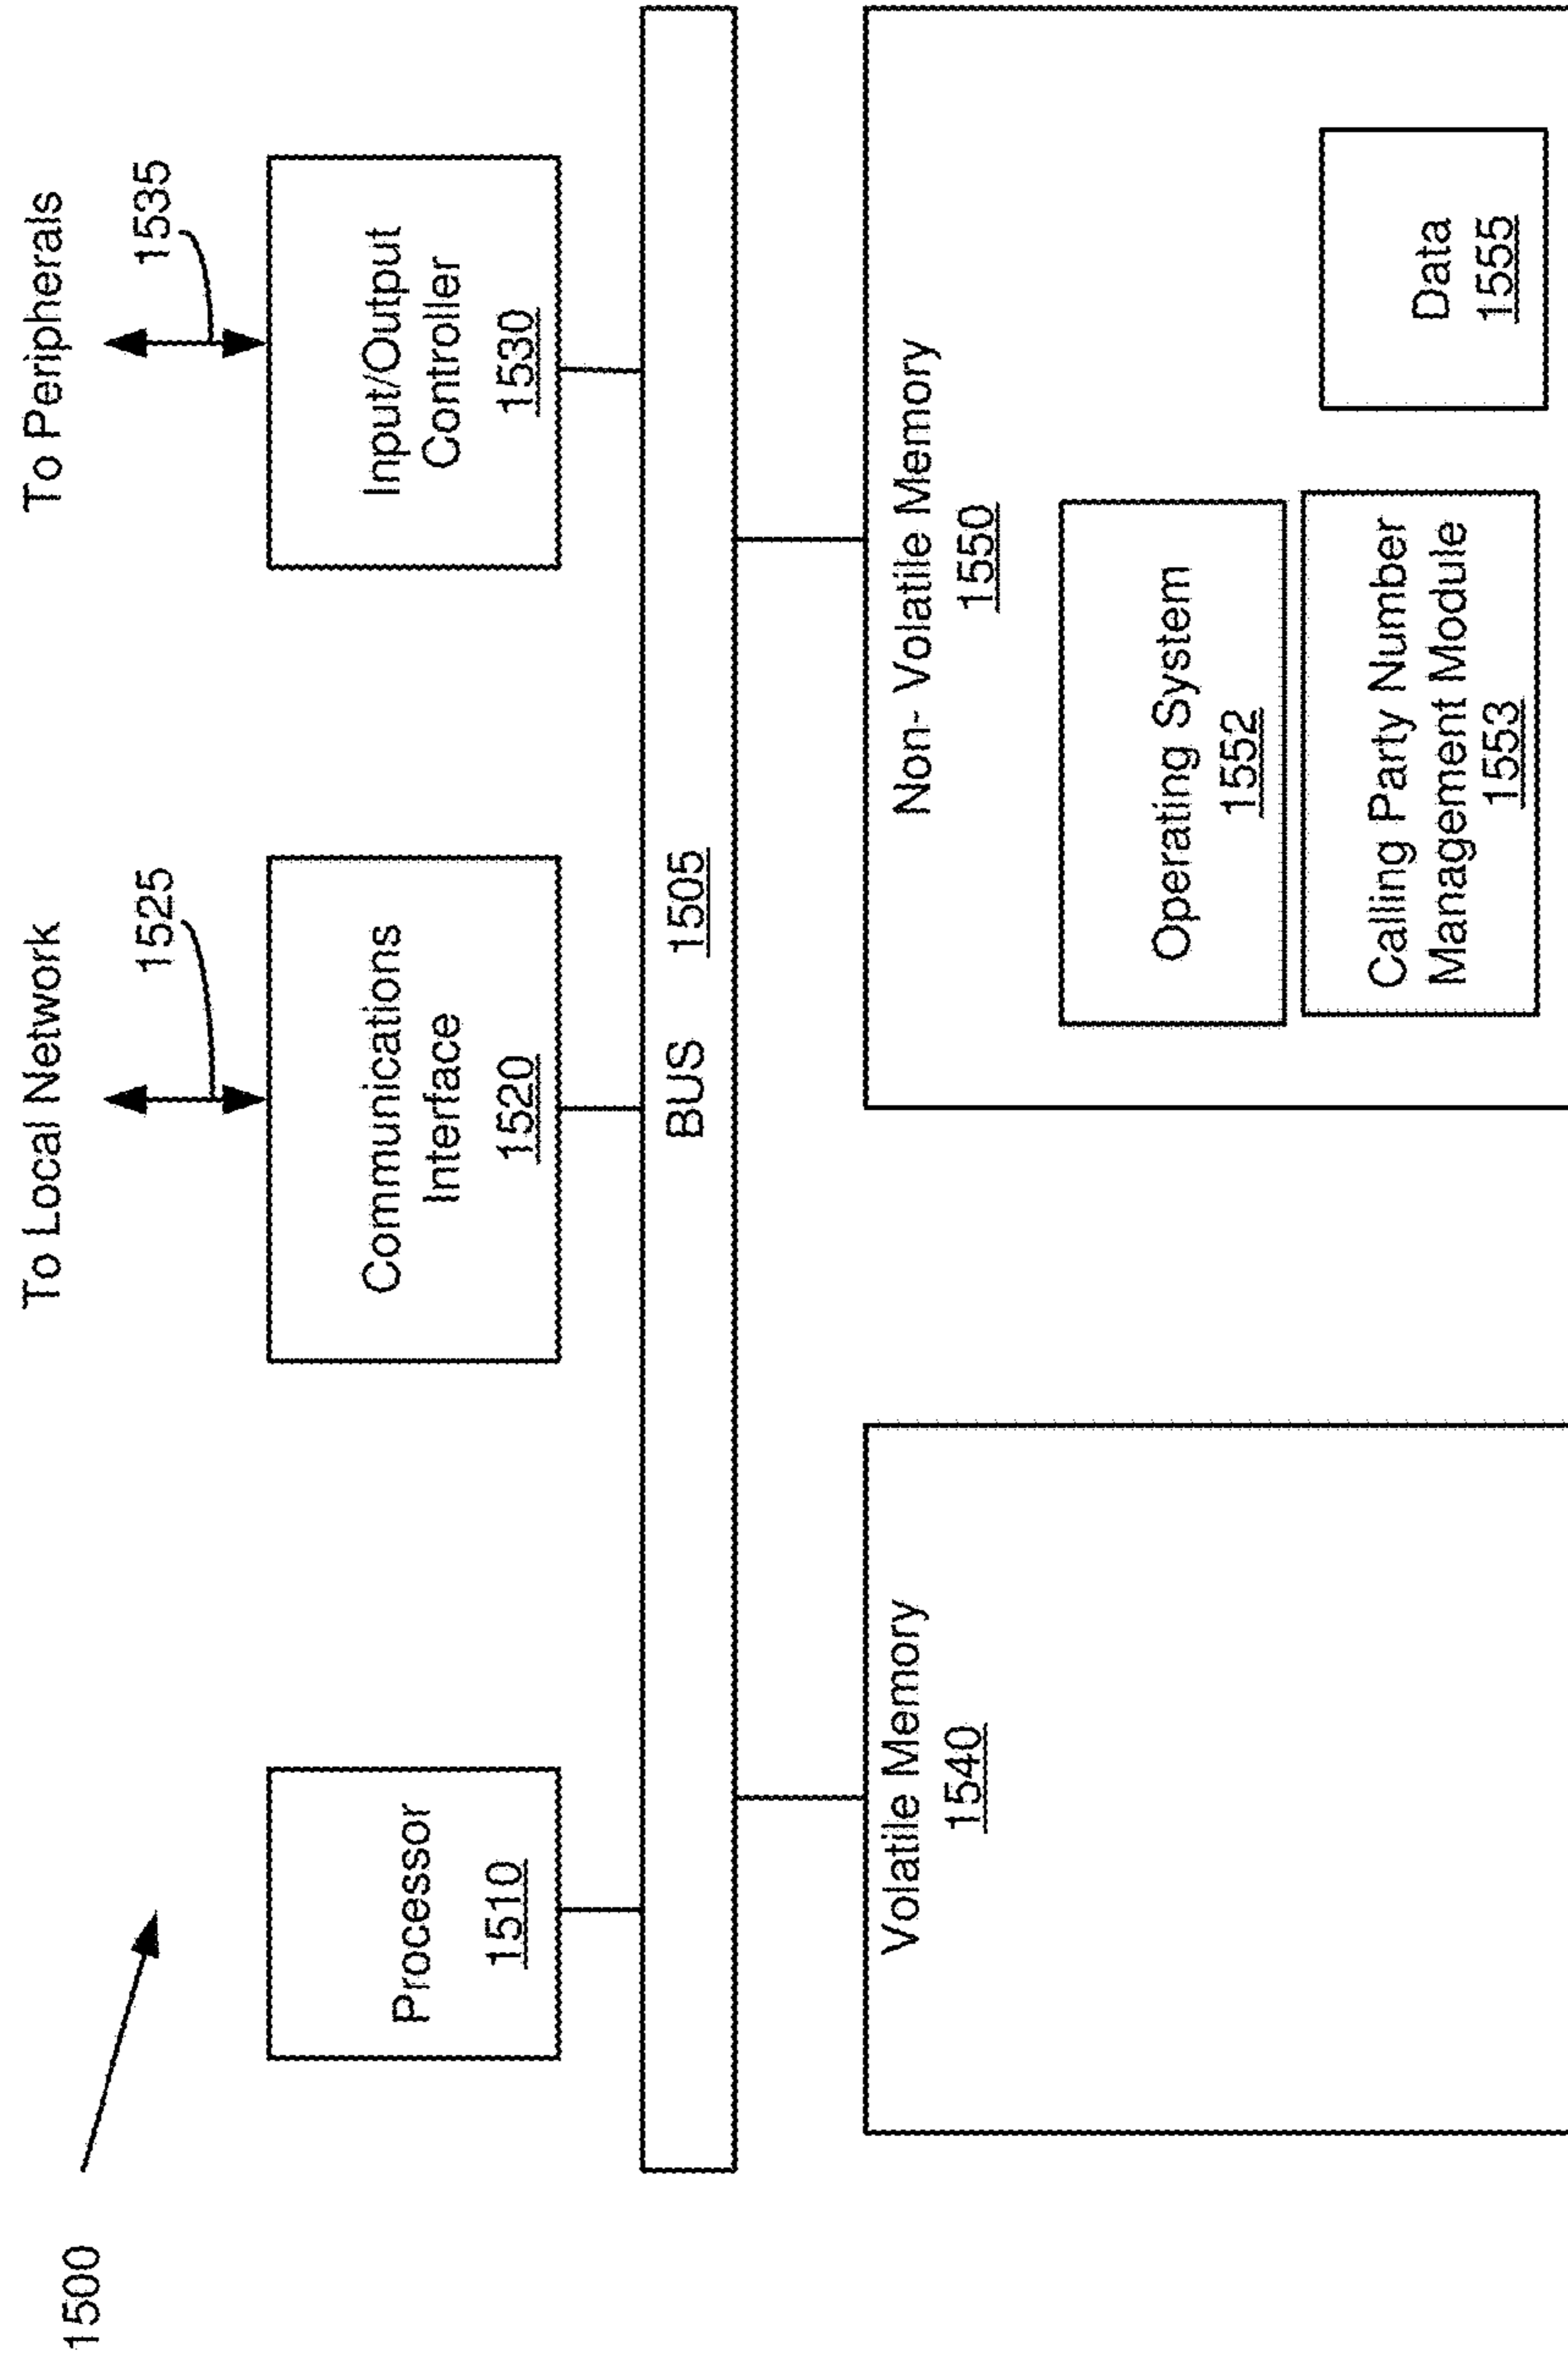 1500
To Local Network
To Peripherals
1525
1535
Processor
1510
Communications
Interface
1520
Input/Output
Controller
1530
BUS 1505
Volatile Memory
1540
Non- Volatile Memory
1550
Operating System
1552
Calling Party Number
Management Module
1553
Data
1555